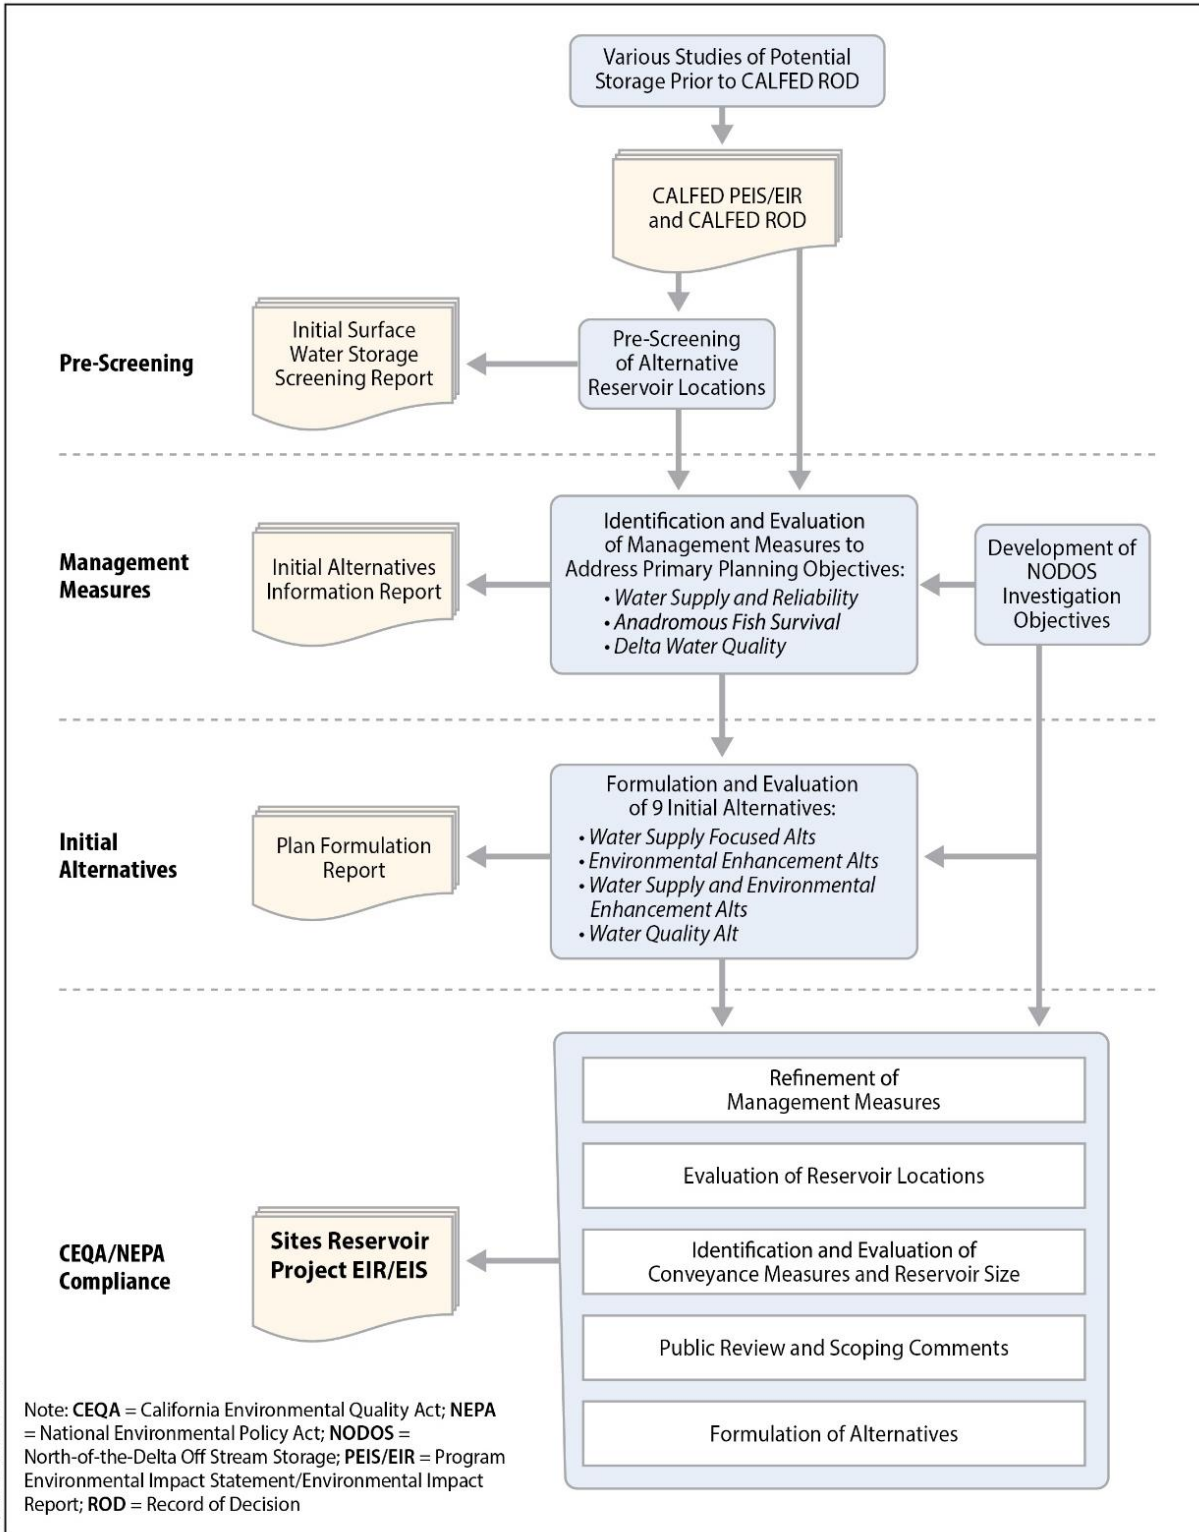 Various Studies of Potential
Storage Prior to CALFED ROD
CALFED PEIS/EIR
and CALFED ROD
Pre-Screening
Initial Surface
Water Storage
Screening Report
Pre-Screening
of Alternative
Reservoir Locations
Management
Measures
Initial Alternatives
Information Report
Identification and Evaluation
of Management Measures to
Address Primary Planning Objectives:
• Water Supply and Reliability
• Anadromous Fish Survival
• Delta Water Quality
Development of
NODOS
Investigation
Objectives
Initial
Alternatives
Plan Formulation
Report
Formulation and Evaluation
of 9 Initial Alternatives:
• Water Supply Focused Alts
• Environmental Enhancement Alts
• Water Supply and Environmental
Enhancement Alts
• Water Quality Alt
CEQA/NEPA
Compliance
Sites Reservoir
Project EIR/EIS
Refinement of
Management Measures
Evaluation of Reservoir Locations
Identification and Evaluation of
Conveyance Measures and Reservoir Size
Public Review and Scoping Comments
Formulation of Alternatives
Note: CEQA = California Environmental Quality Act; NEPA
= National Environmental Policy Act; NODOS =
North-of-the-Delta Off Stream Storage; PEIS/EIR = Program
Environmental Impact Statement/Environmental Impact
Report; ROD = Record of Decision